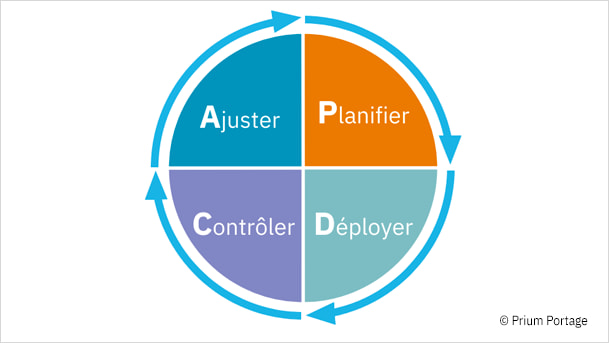 Ajuster
Planifier
Contrôler
Déployer
© Prium Portage